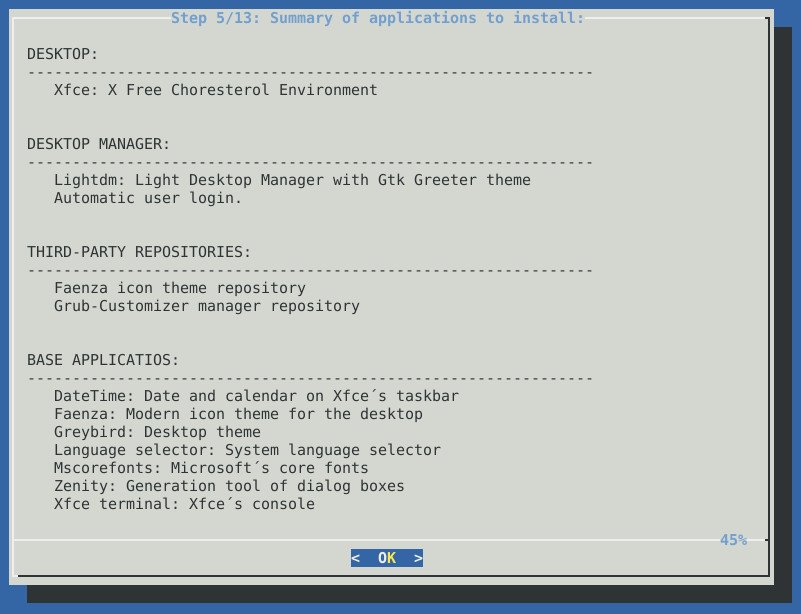 Step 5/13: Summary of applications to install:
DESKTOP:
---------------------------------------------------------------
Xfce: X Free Choresterol Environment
DESKTOP MANAGER:
---------------------------------------------------------------
Lightdm: Light Desktop Manager with Gtk Greeter theme
Automatic user login.
THIRD-PARTY REPOSITORIES:
---------------------------------------------------------------
Faenza icon theme repository
Grub-Customizer manager repository
BASE APPLICATIOS:
---------------------------------------------------------------
DateTime: Date and calendar on Xfce´s taskbar
Faenza: Modern icon theme for the desktop
Greybird: Desktop theme
Language selector: System language selector
Mscorefonts: Microsoft´s core fonts
Zenity: Generation tool of dialog boxes
Xfce terminal: Xfce´s console
45%
< OK >